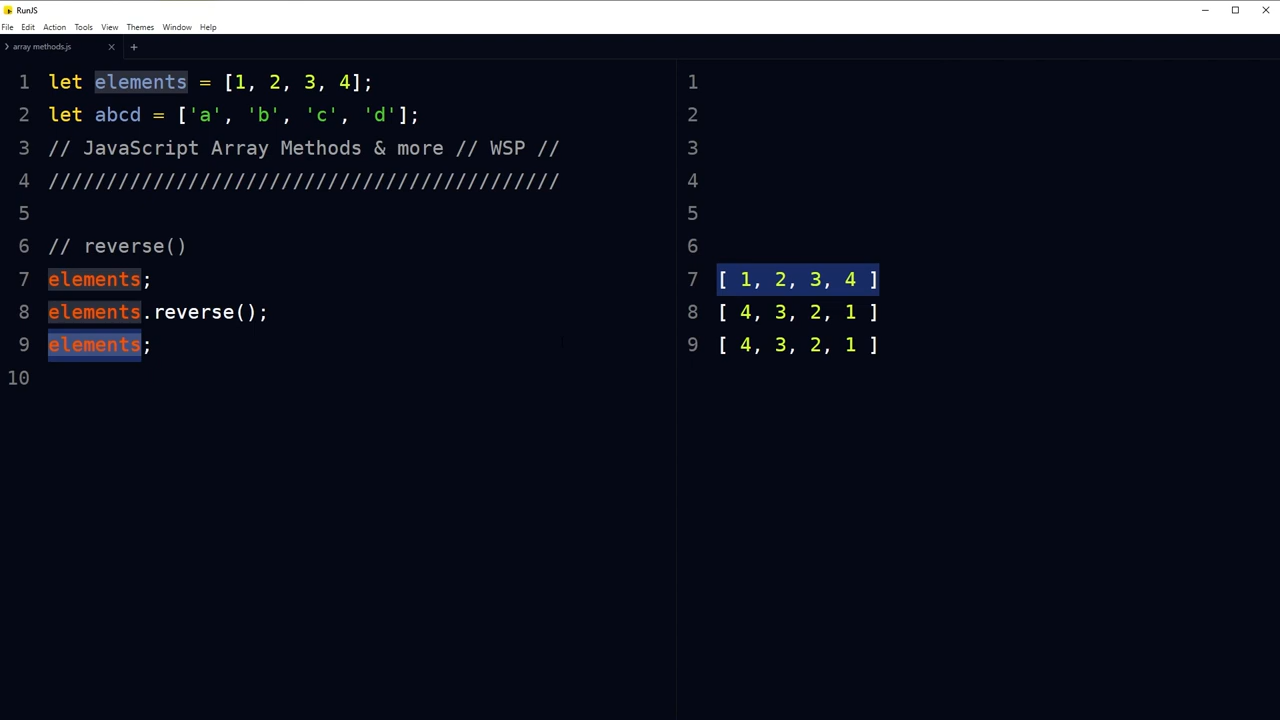 RunJS
File Edit Action Tools View Themes Window Help
array methods.js
1 let elements = [1, 2, 3, 4];
2 let abcd = ['a', 'b', 'c', 'd'];
3 // JavaScript Array Methods & more // WSP //
4 ////////////////////////////////////////////
5
6 // reverse()
7 elements;
8 elements.reverse();
9 elements;
10
1
2
3
4
5
6
7 [ 1, 2, 3, 4 ]
8 [ 4, 3, 2, 1 ]
9 [ 4, 3, 2, 1 ]